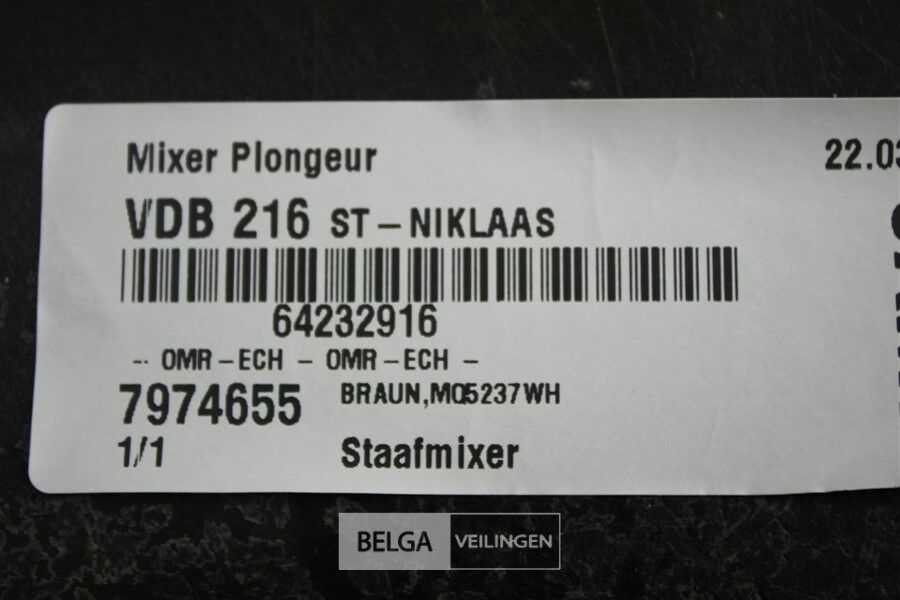 Mixer Plongeur
22.03
VDB 216 ST-NIKLAAS
64232916
-- OMR-ECH - OMR-ECH -
7974655 BRAUN,MQ5237WH
1/1 Staafmixer
BELGA VEILINGEN